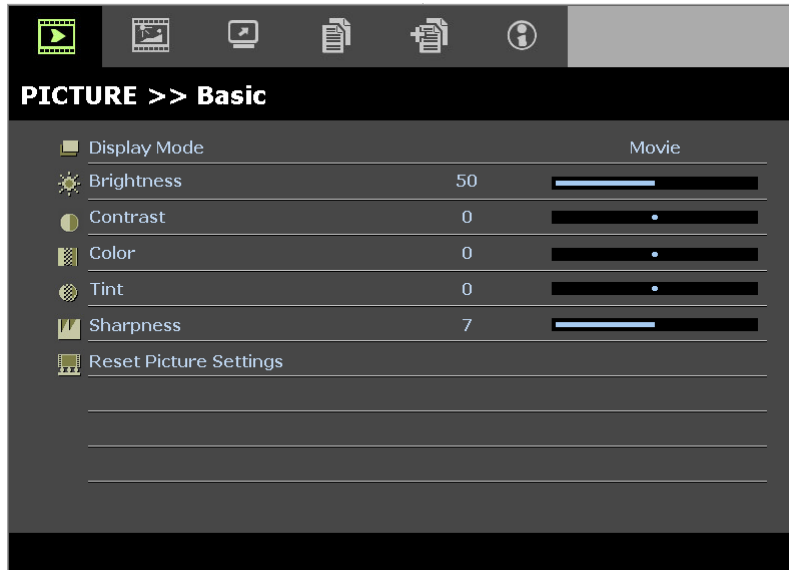 PICTURE >> Basic
Display Mode Movie
Brightness 50
Contrast 0
Color 0
Tint 0
Sharpness 7
Reset Picture Settings